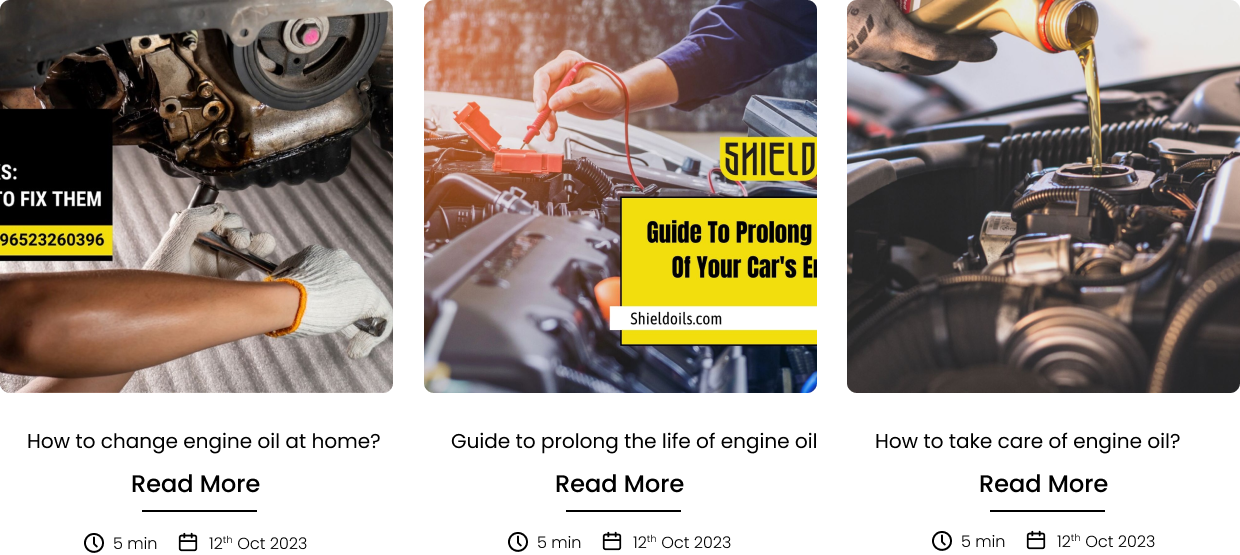 S:
TO FIX THEM
96523260396
SHIELD
Guide To Prolong
Of Your Car's
Shieldoils.com
How to change engine oil at home?
Read More
5 min 12th Oct 2023
Guide to prolong the life of engine oil
Read More
5 min 12th Oct 2023
How to take care of engine oil?
Read More
5 min 12th Oct 2023